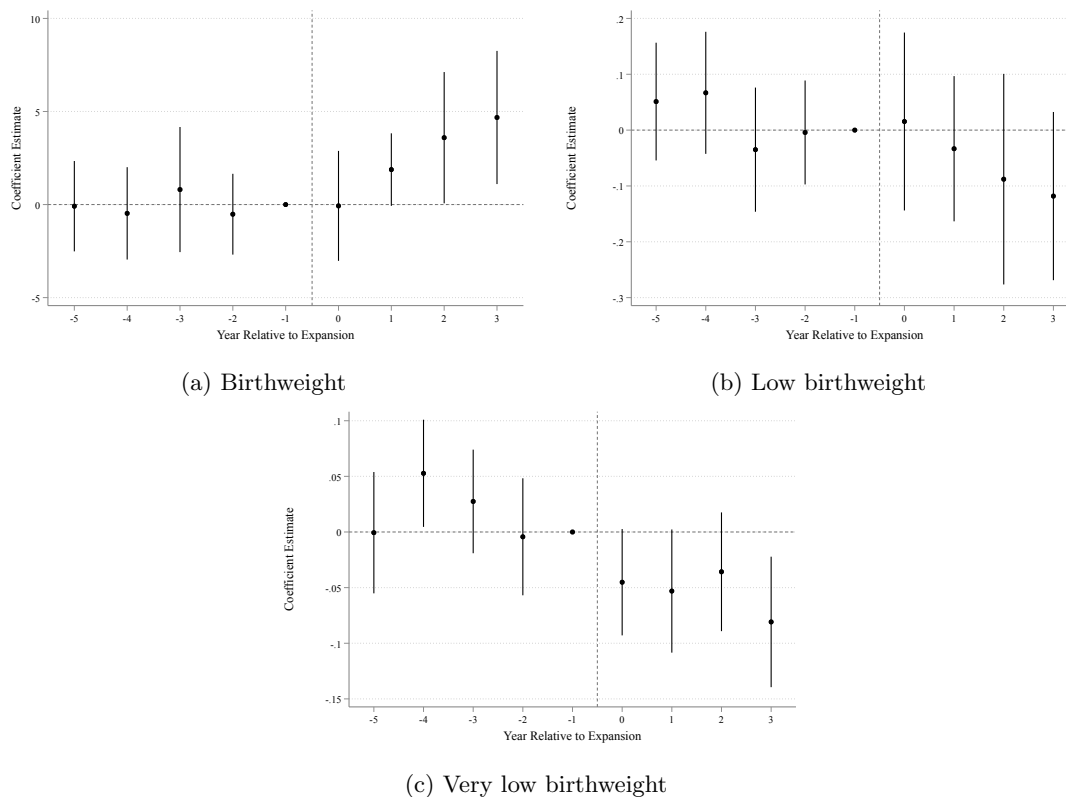 10
5
0
-5
Coefficient Estimate
-5 -4 -3 -2 -1 0 1 2 3
Year Relative to Expansion
(a) Birthweight
.2
.1
0
-.1
-.2
-.3
Coefficient Estimate
-5 -4 -3 -2 -1 0 1 2 3
Year Relative to Expansion
(b) Low birthweight
.1
.05
0
-.05
-.1
-.15
Coefficient Estimate
-5 -4 -3 -2 -1 0 1 2 3
Year Relative to Expansion
(c) Very low birthweight